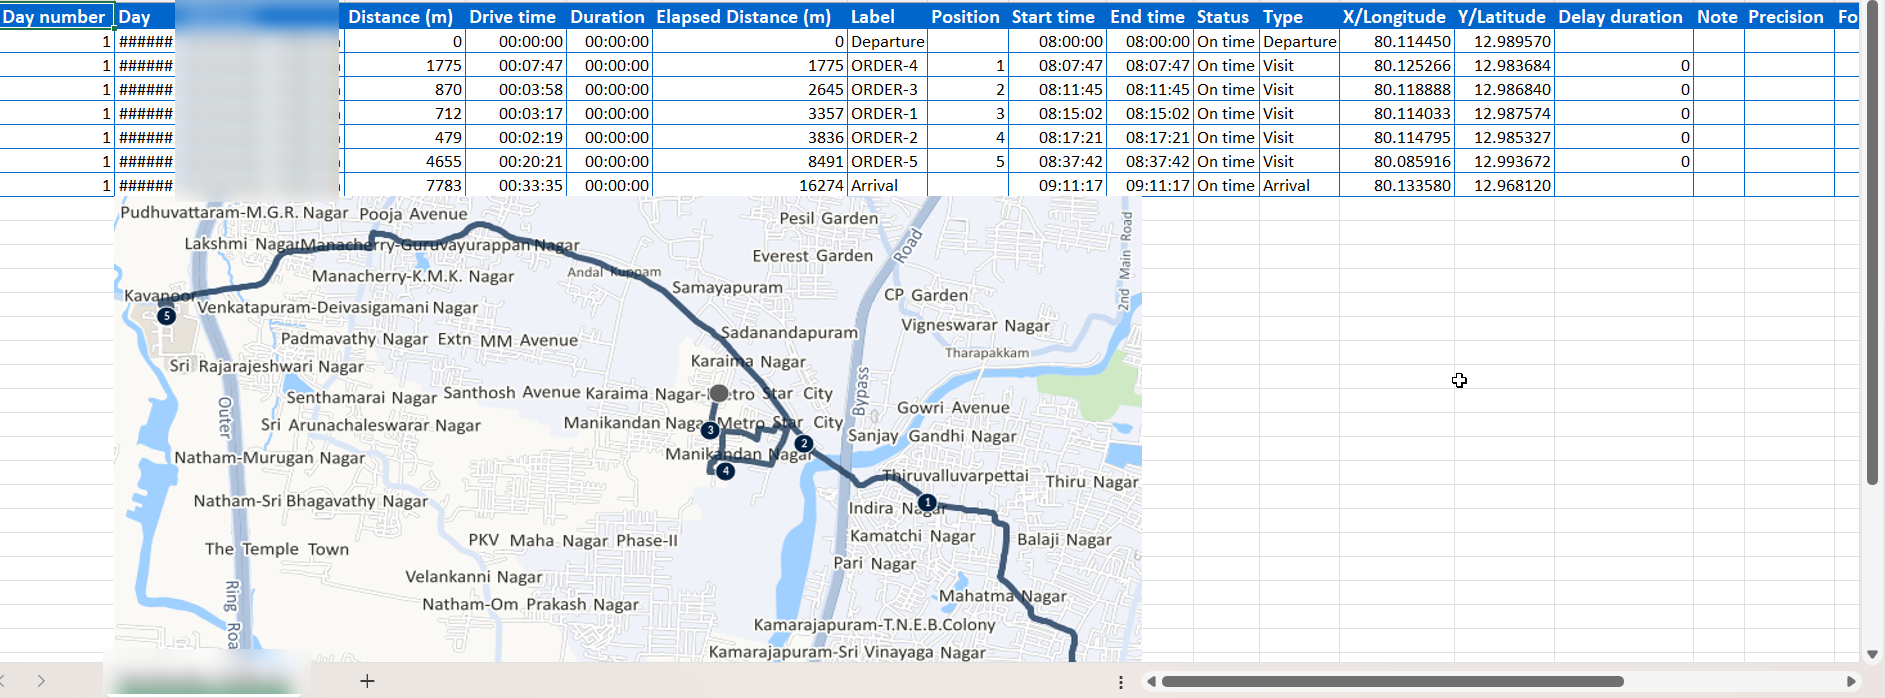 Day number Day Distance (m) Drive time Duration Elapsed Distance (m) Label Position Start time End time Status Type X/Longitude Y/Latitude Delay duration Note Precision Fo
1 ###### 0 00:00:00 00:00:00 0 Departure 08:00:00 08:00:00 On time Departure 80.114450 12.989570
1 ###### 1775 00:07:47 00:00:00 1775 ORDER-4 1 08:07:47 08:07:47 On time Visit 80.125266 12.983684 0
1 ###### 870 00:03:58 00:00:00 2645 ORDER-3 2 08:11:45 08:11:45 On time Visit 80.118888 12.986840 0
1 ###### 712 00:03:17 00:00:00 3357 ORDER-1 3 08:15:02 08:15:02 On time Visit 80.114033 12.987574 0
1 ###### 479 00:02:19 00:00:00 3836 ORDER-2 4 08:17:21 08:17:21 On time Visit 80.114795 12.985327 0
1 ###### 4655 00:20:21 00:00:00 8491 ORDER-5 5 08:37:42 08:37:42 On time Visit 80.085916 12.993672 0
1 ###### 7783 00:33:35 00:00:00 16274 Arrival 09:11:17 09:11:17 On time Arrival 80.133580 12.968120
Pudhuvattaram-M.G.R. Nagar Pooja Avenue
Pesil Garden
Lakshmi Nagar Manacherry-Guruvayurappan Nagar
Road
2nd Main Road
Everest Garden
Manacherry-K.M.K. Nagar
Andal Kuppam
Samayapuram
Kavanoor
CP Garden
Venkatapuram-Deivasigamani Nagar
5
Vigneswarar Nagar
Sadanandapuram
Padmavathy Nagar Extn MM Avenue
Tharapakkam
Karaima Nagar
Sri Rajarajeshwari Nagar
Bypass
Senthamarai Nagar Santhosh Avenue Karaima Nagar-Metro Star City
Gowri Avenue
Outer
Sri Arunachaleswarar Nagar
Manikandan Nagar Metro Star City
3
2
Sanjay Gandhi Nagar
Natham-Murugan Nagar
Manikandan Nagar
4
Thiruvalluvarpettai
Thiru Nagar
Natham-Sri Bhagavathy Nagar
1
Indira Nagar
PKV Maha Nagar Phase-II
Kamatchi Nagar
Balaji Nagar
The Temple Town
Pari Nagar
Velankanni Nagar
Ring Roa
Mahatma Nagar
Natham-Om Prakash Nagar
Kamarajapuram-T.N.E.B.Colony
Kamarajapuram-Sri Vinayaga Nagar